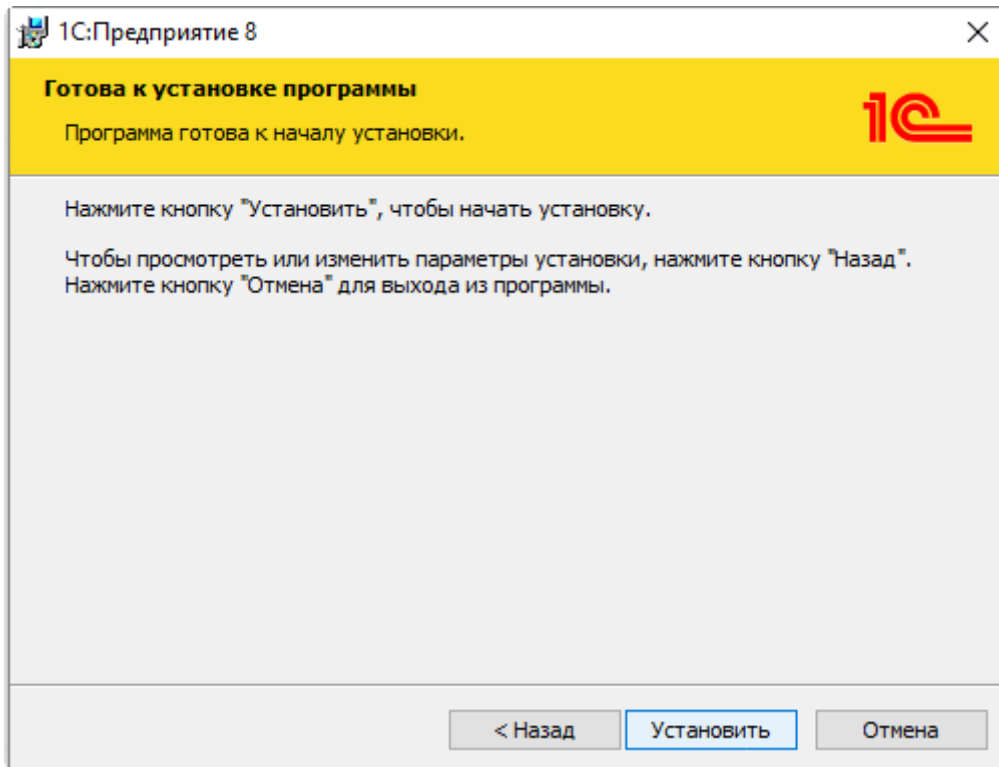 1С:Предприятие 8
Готова к установке программы
Программа готова к началу установки.
1С
Нажмите кнопку "Установить", чтобы начать установку.
Чтобы просмотреть или изменить параметры установки, нажмите кнопку "Назад".
Нажмите кнопку "Отмена" для выхода из программы.
< Назад
Установить
Отмена